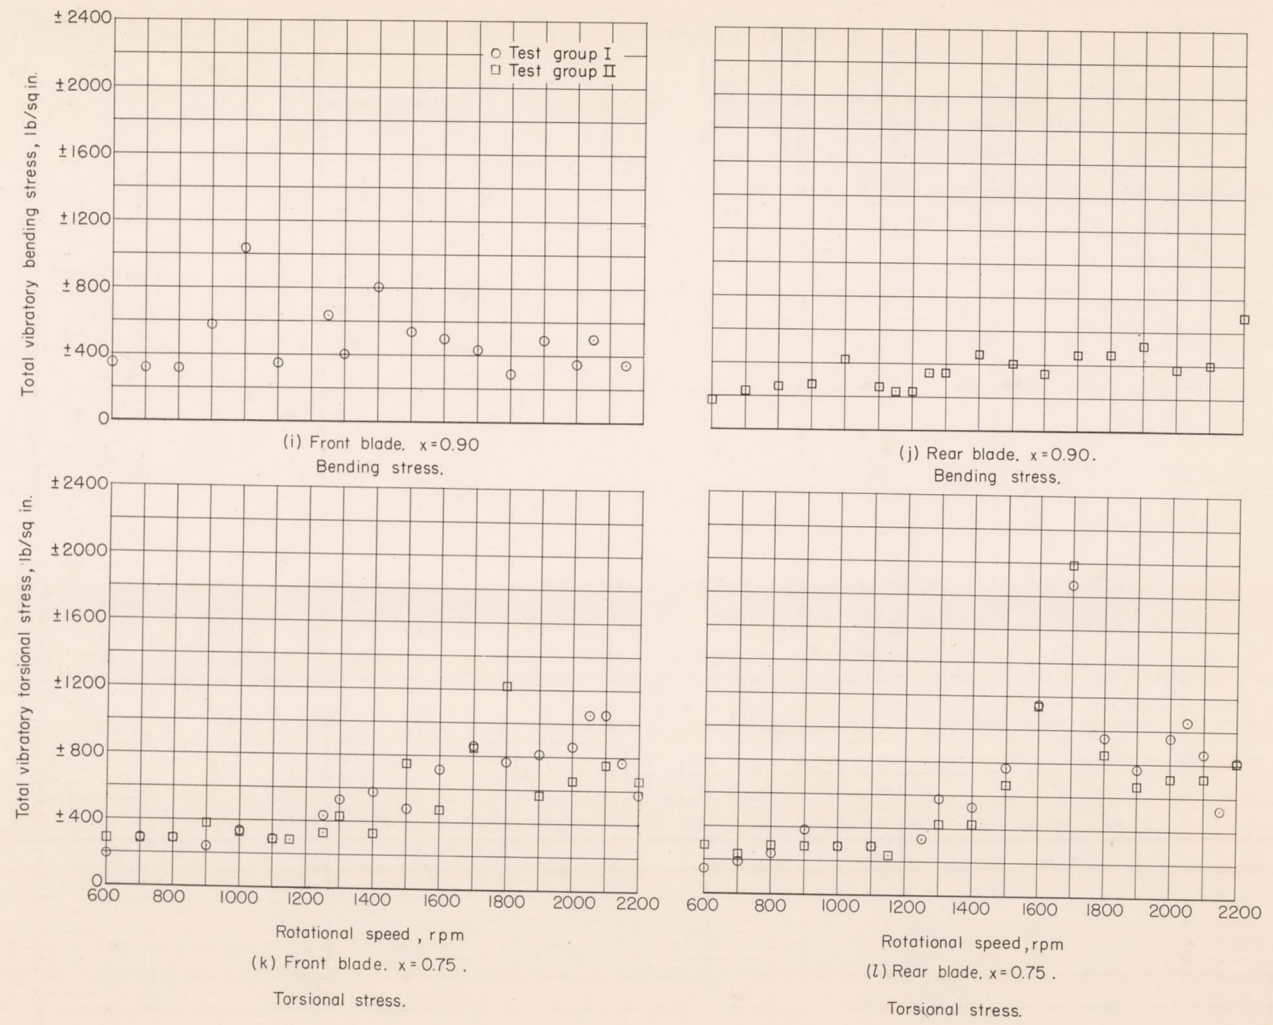 ± 2400
± 2000
± 1600
± 1200
± 800
± 400
0
Total vibratory bending stress, lb/sq in.
Test group I
Test group II
(i) Front blade. x=0.90
Bending stress.
(j) Rear blade. x=0.90.
Bending stress.
± 2400
± 2000
± 1600
± 1200
± 800
± 400
0
Total vibratory torsional stress, lb/sq in.
600 800 1000 1200 1400 1600 1800 2000 2200
Rotational speed, rpm
(k) Front blade. x=0.75.
Torsional stress.
600 800 1000 1200 1400 1600 1800 2000 2200
Rotational speed, rpm
(l) Rear blade. x=0.75.
Torsional stress.